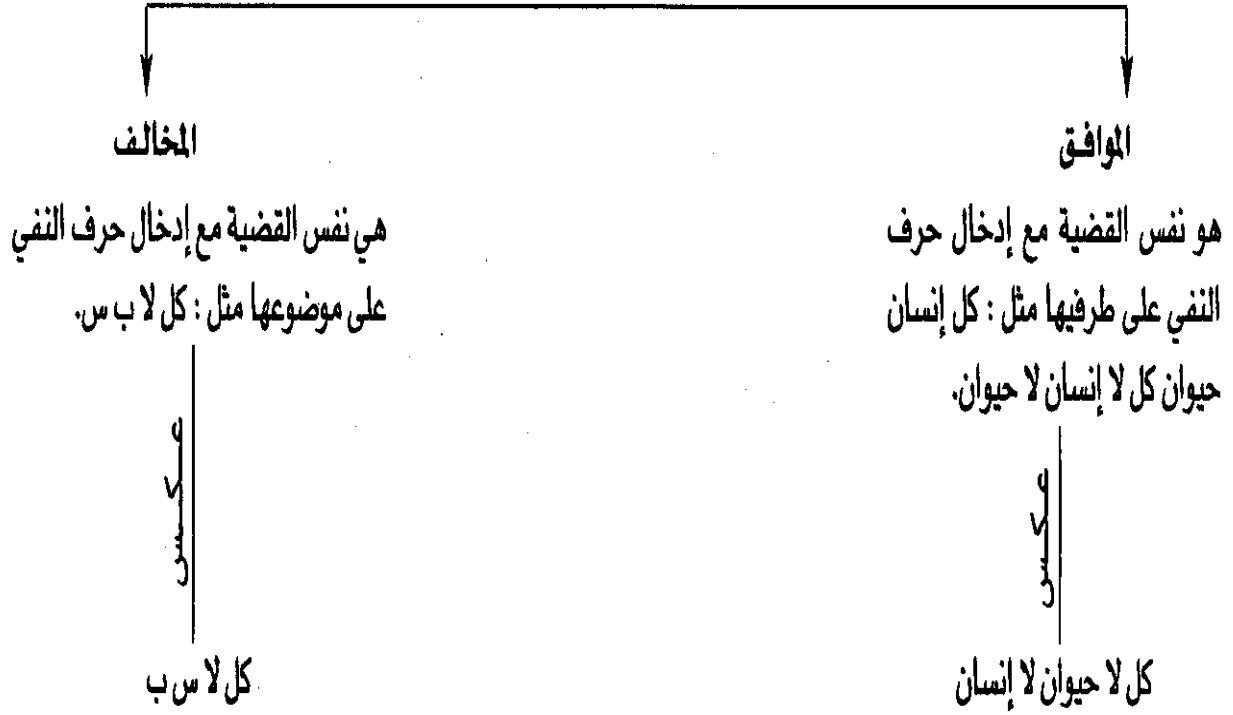 الموافق
هو نفس القضية مع إدخال حرف
النفي على طرفيها مثل : كل إنسان
حيوان كل لا إنسان لا حيوان.
عكس
كل لا حيوان لا إنسان
المخالف
هي نفس القضية مع إدخال حرف النفي
على موضوعها مثل : كل لا ب س.
عكس
كل لا س ب